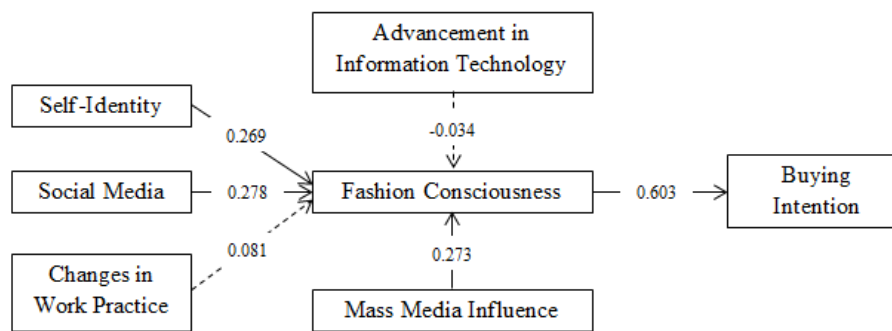 Advancement in
Information Technology
Self-Identity
0.269
-0.034
Social Media
0.278
Fashion Consciousness
0.603
Buying
Intention
Changes in
Work Practice
0.081
0.273
Mass Media Influence